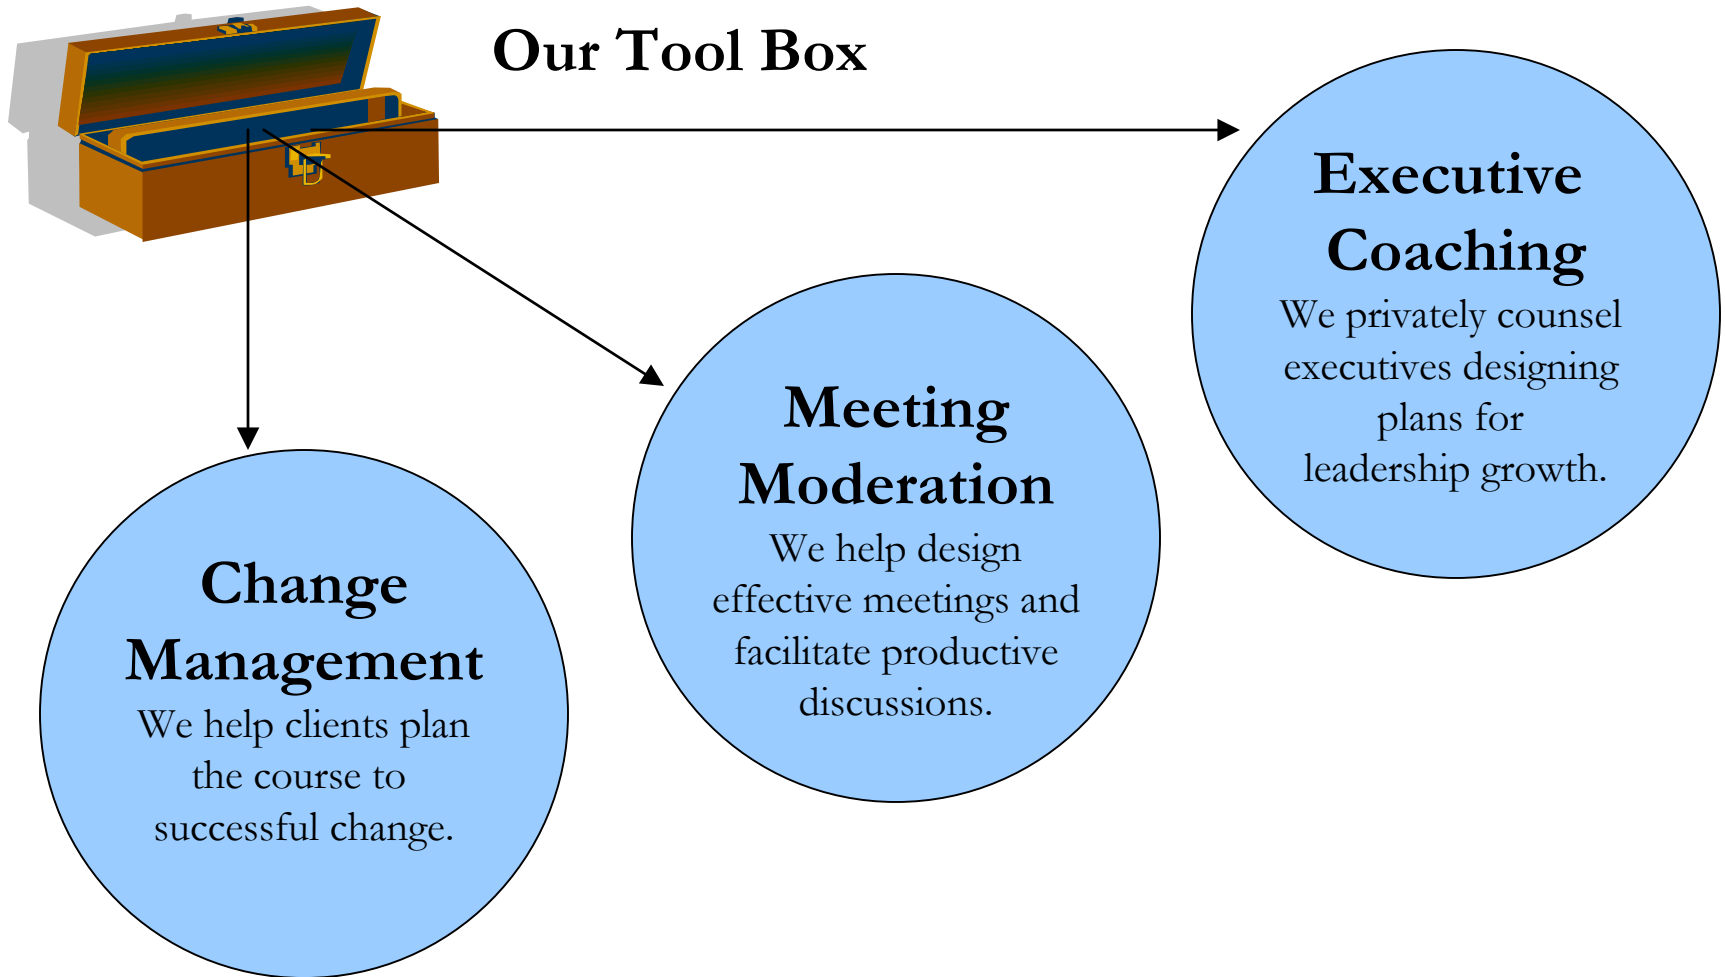 Our Tool Box
Executive
Coaching
We privately counsel
executives designing
plans for
leadership growth.
Meeting
Moderation
We help design
effective meetings and
facilitate productive
discussions.
Change
Management
We help clients plan
the course to
successful change.